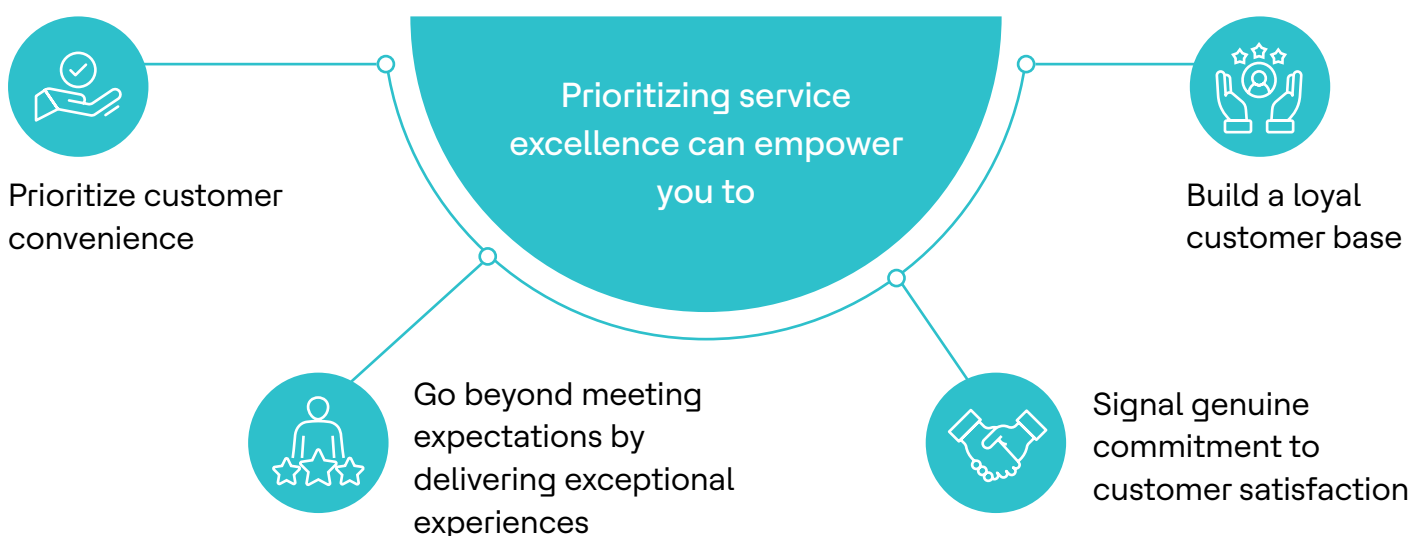 Prioritizing service
excellence can empower
you to
Prioritize customer
convenience
Go beyond meeting
expectations by
delivering exceptional
experiences
Signal genuine
commitment to
customer satisfaction
Build a loyal
customer base